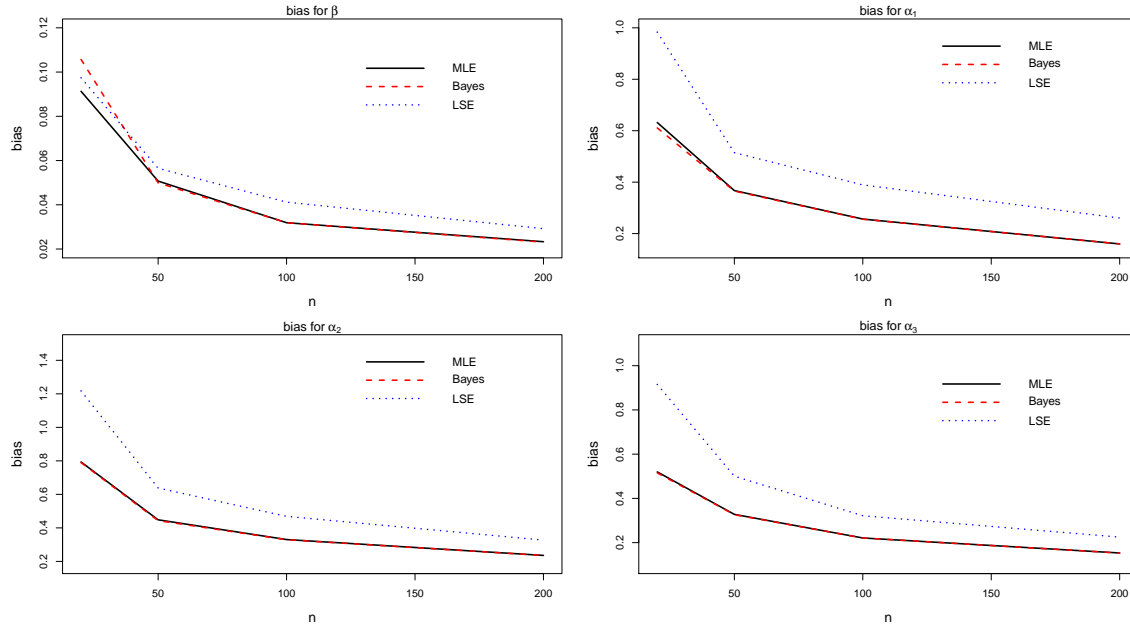 bias for β
bias
0.02
0.04
0.06
0.08
0.10
0.12
MLE
Bayes
LSE
50
100
150
200
n
bias for α1
bias
0.2
0.4
0.6
0.8
1.0
MLE
Bayes
LSE
50
100
150
200
n
bias for α2
bias
0.2
0.4
0.6
0.8
1.0
1.2
1.4
MLE
Bayes
LSE
50
100
150
200
n
bias for α3
bias
0.2
0.4
0.6
0.8
1.0
MLE
Bayes
LSE
50
100
150
200
n